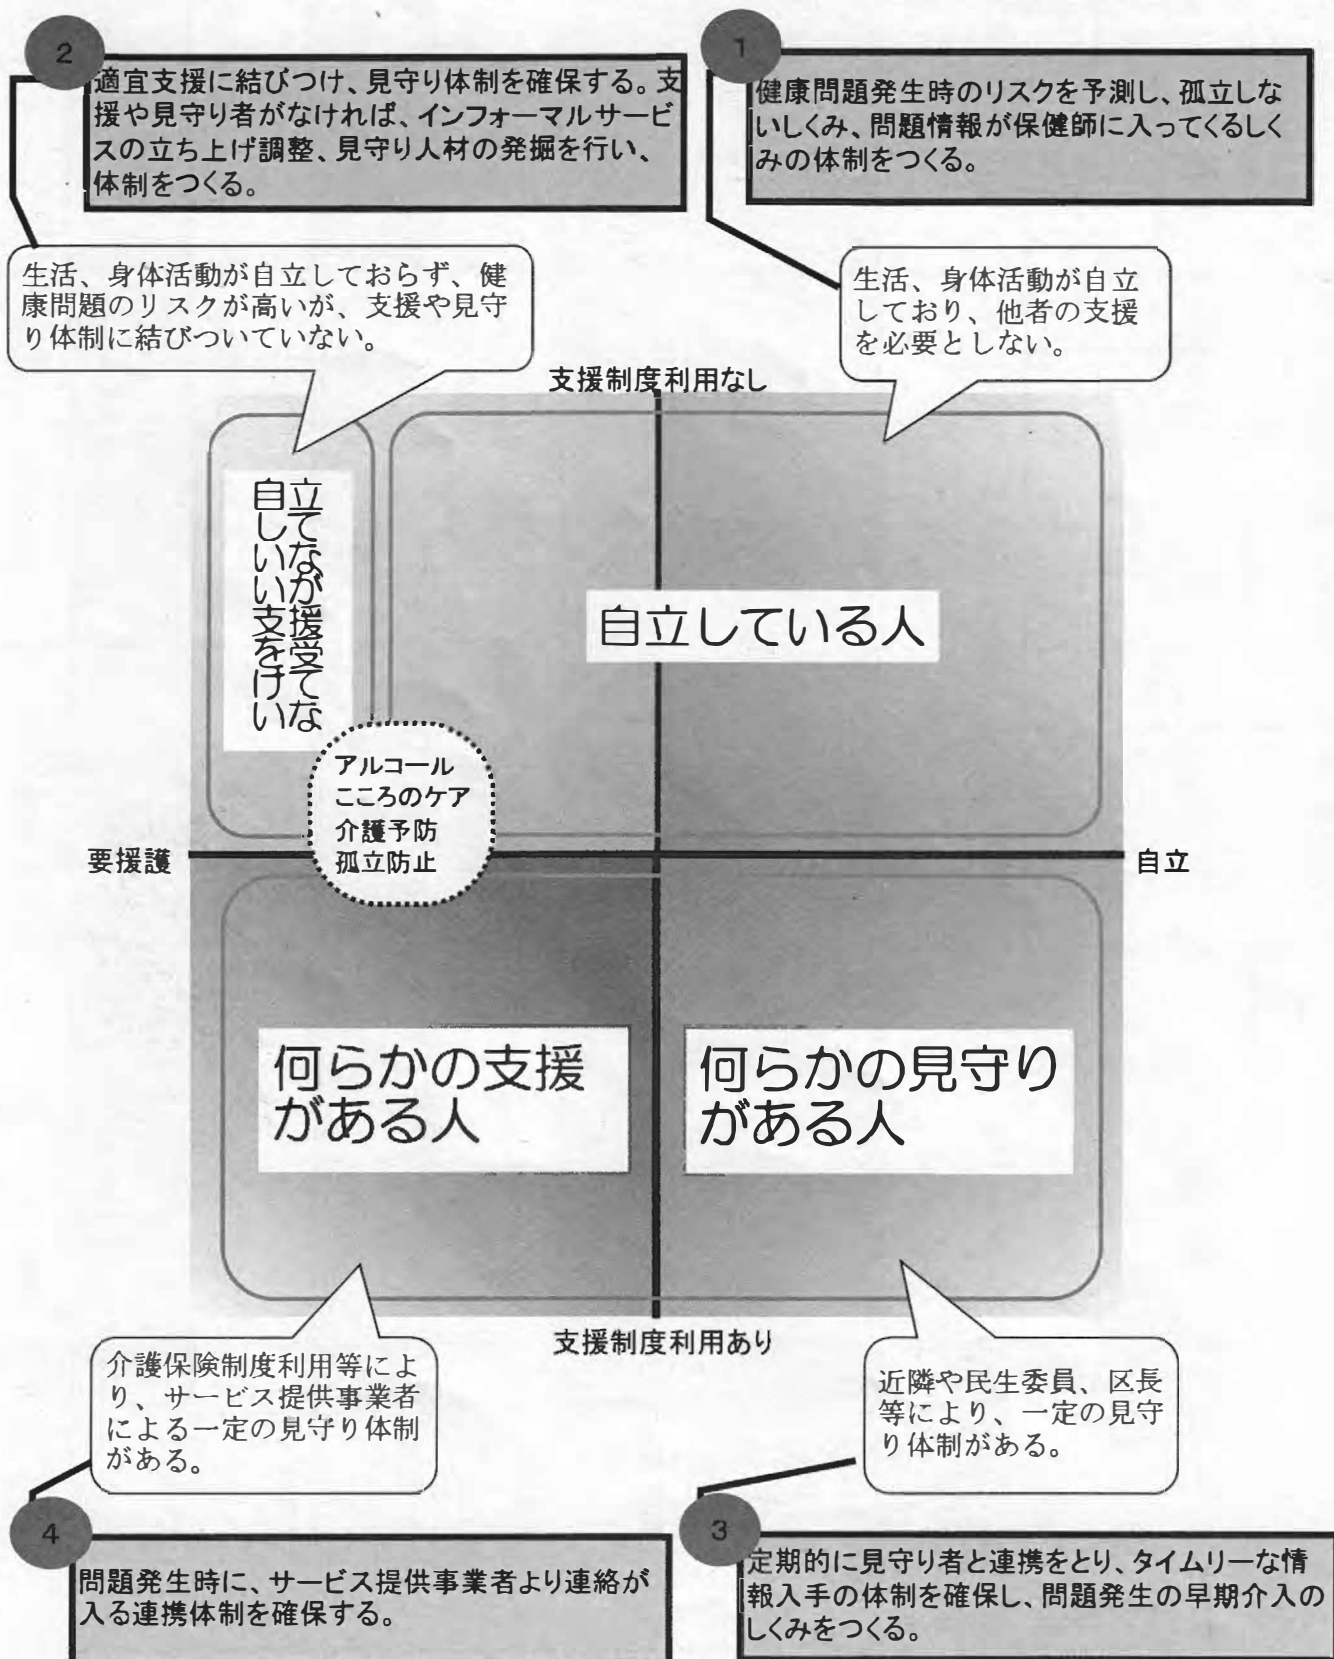 2
適宜支援に結びつけ、見守り体制を確保する。支
援や見守り者がなければ、インフォーマルサービ
スの立ち上げ調整、見守り人材の発掘を行い、
体制をつくる。
1
健康問題発生時のリスクを予測し、孤立しな
いしくみ、問題情報が保健師に入ってくるしく
みの体制をつくる。
生活、身体活動が自立しておらず、健
康問題のリスクが高いが、支援や見守
り体制に結びついていない。
生活、身体活動が自立
しており、他者の支援
を必要としない。
支援制度利用なし
自立
して
いな
いが
支援
を受
けて
いな
い
自立している人
アルコール
こころのケア
介護予防
孤立防止
要援護
自立
何らかの支援
がある人
何らかの見守り
がある人
支援制度利用あり
介護保険制度利用等によ
り、サービス提供事業者
による一定の見守り体制
がある。
近隣や民生委員、区長
等により、一定の見守
り体制がある。
4
問題発生時に、サービス提供事業者より連絡が
入る連携体制を確保する。
3
定期的に見守り者と連携をとり、タイムリーな情
報入手の体制を確保し、問題発生の早期介入の
しくみをつくる。